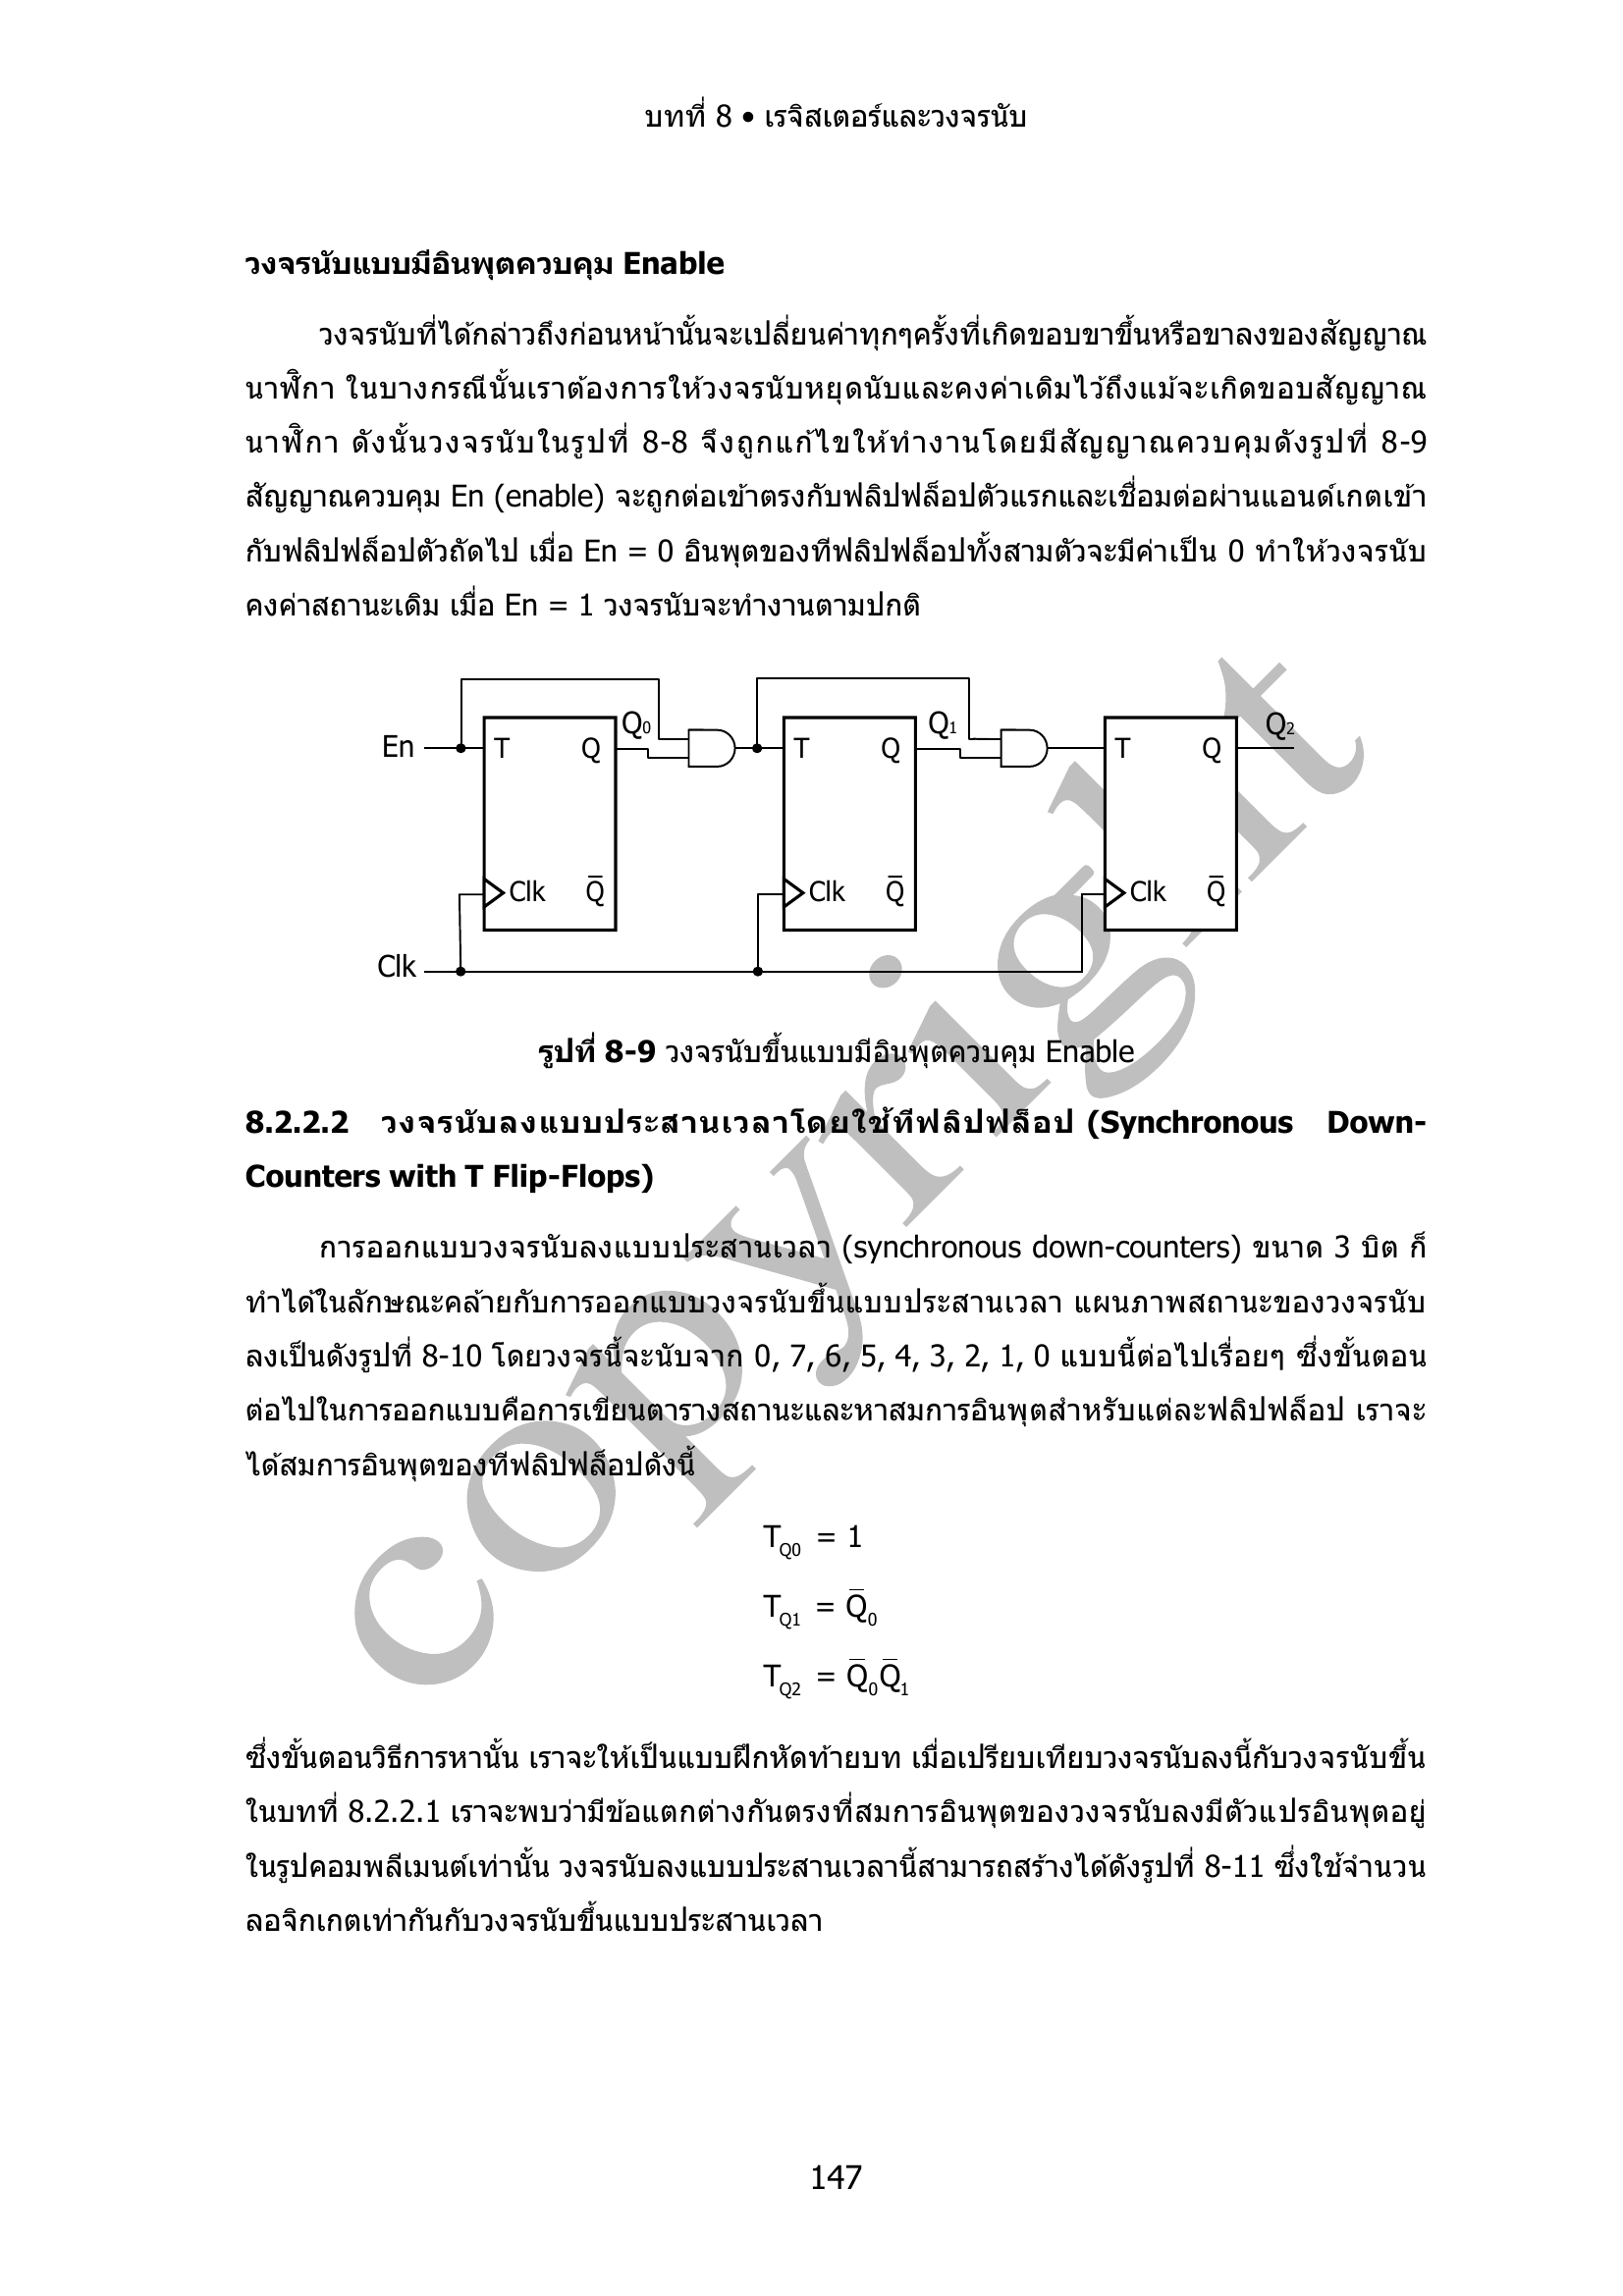 บทที่ 8 • เรจิสเตอร์และวงจรนับ
วงจรนับแบบมีอินพุตควบคุม Enable
วงจรนับที่ได้กล่าวถึงก่อนหน้านั้นจะเปลี่ยนค่าทุกๆครั้งที่เกิดขอบขาขึ้นหรือขาลงของสัญญาณ
นาฬิกา ในบางกรณีนั้นเราต้องการให้วงจรนับหยุดนับและคงค่าเดิมไว้ถึงแม้จะเกิดขอบสัญญาณ
นาฬิกา ดังนั้นวงจรนับในรูปที่ 8-8 จึงถูกแก้ไขให้ทำงานโดยมีสัญญาณควบคุมดังรูปที่ 8-9
สัญญาณควบคุม En (enable) จะถูกต่อเข้าตรงกับฟลิปฟล็อปตัวแรกและเชื่อมต่อผ่านแอนด์เกตเข้า
กับฟลิปฟล็อปตัวถัดไป เมื่อ En = 0 อินพุตของทีฟลิปฟล็อปทั้งสามตัวจะมีค่าเป็น 0 ทำให้วงจรนับ
คงค่าสถานะเดิม เมื่อ En = 1 วงจรนับจะทำงานตามปกติ
Q0 Q1 Q2
En T Q T Q T Q
Clk Q̅ Clk Q̅ Clk Q̅
Clk
รูปที่ 8-9 วงจรนับขึ้นแบบมีอินพุตควบคุม Enable
8.2.2.2 วงจรนับลงแบบประสานเวลาโดยใช้ทีฟลิปฟล็อป (Synchronous Down-
Counters with T Flip-Flops)
การออกแบบวงจรนับลงแบบประสานเวลา (synchronous down-counters) ขนาด 3 บิต ก็
ทำได้ในลักษณะคล้ายกับการออกแบบวงจรนับขึ้นแบบประสานเวลา แผนภาพสถานะของวงจรนับ
ลงเป็นดังรูปที่ 8-10 โดยวงจรนี้จะนับจาก 0, 7, 6, 5, 4, 3, 2, 1, 0 แบบนี้ต่อไปเรื่อยๆ ซึ่งขั้นตอน
ต่อไปในการออกแบบคือการเขียนตารางสถานะและหาสมการอินพุตสำหรับแต่ละฟลิปฟล็อป เราจะ
ได้สมการอินพุตของทีฟลิปฟล็อปดังนี้
T_Q0 = 1
T_Q1 = Q̅_0
T_Q2 = Q̅_0Q̅_1
ซึ่งขั้นตอนวิธีการหานั้น เราจะให้เป็นแบบฝึกหัดท้ายบท เมื่อเปรียบเทียบวงจรนับลงนี้กับวงจรนับขึ้น
ในบทที่ 8.2.2.1 เราจะพบว่ามีข้อแตกต่างกันตรงที่สมการอินพุตของวงจรนับลงมีตัวแปรอินพุตอยู่
ในรูปคอมพลีเมนต์เท่านั้น วงจรนับลงแบบประสานเวลานี้สามารถสร้างได้ดังรูปที่ 8-11 ซึ่งใช้จำนวน
ลอจิกเกตเท่ากันกับวงจรนับขึ้นแบบประสานเวลา
147
copyright